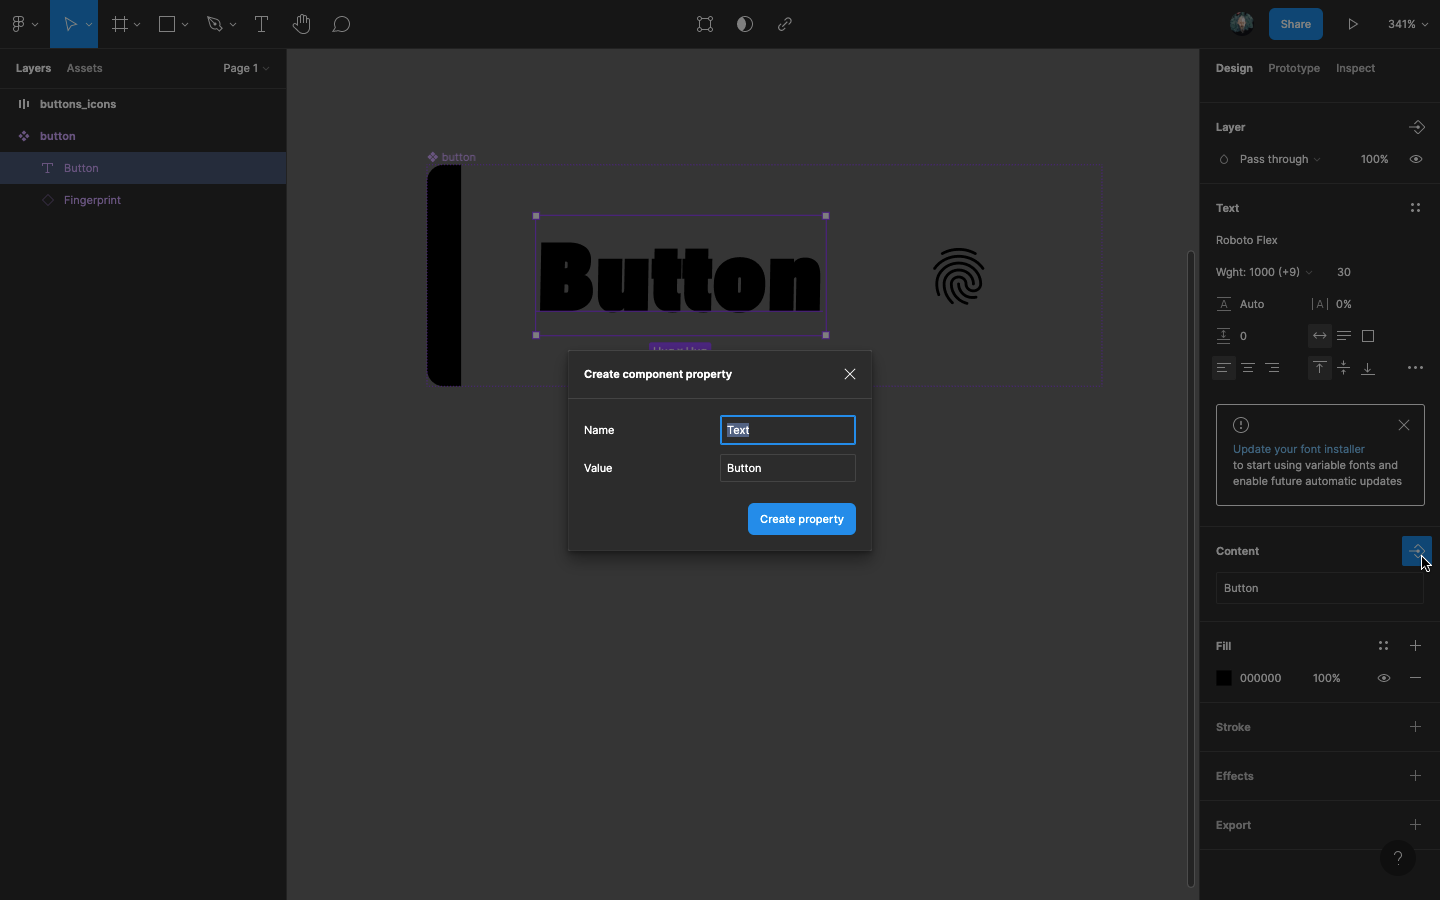 Share
341%
Layers
Assets
Page 1
Design
Prototype
Inspect
buttons_icons
button
Button
Fingerprint
button
Button
Create component property
Name
Text
Value
Button
Create property
Layer
Pass through
100%
Text
Roboto Flex
Wght: 1000 (+9)
30
Auto
0%
0
Update your font installer
to start using variable fonts and
enable future automatic updates
Content
Button
Fill
000000
100%
Stroke
Effects
Export
?